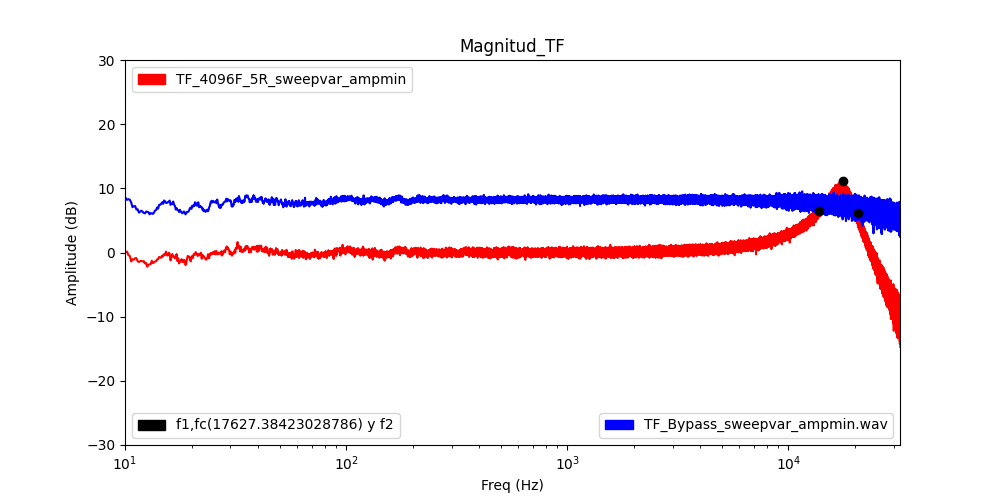 Magnitud_TF
30
20
10
0
−10
−20
−30
Amplitude (dB)
TF_4096F_5R_sweepvar_ampmin
f1,fc(17627.38423028786) y f2
TF_Bypass_sweepvar_ampmin.wav
10¹
10²
10³
10⁴
Freq (Hz)